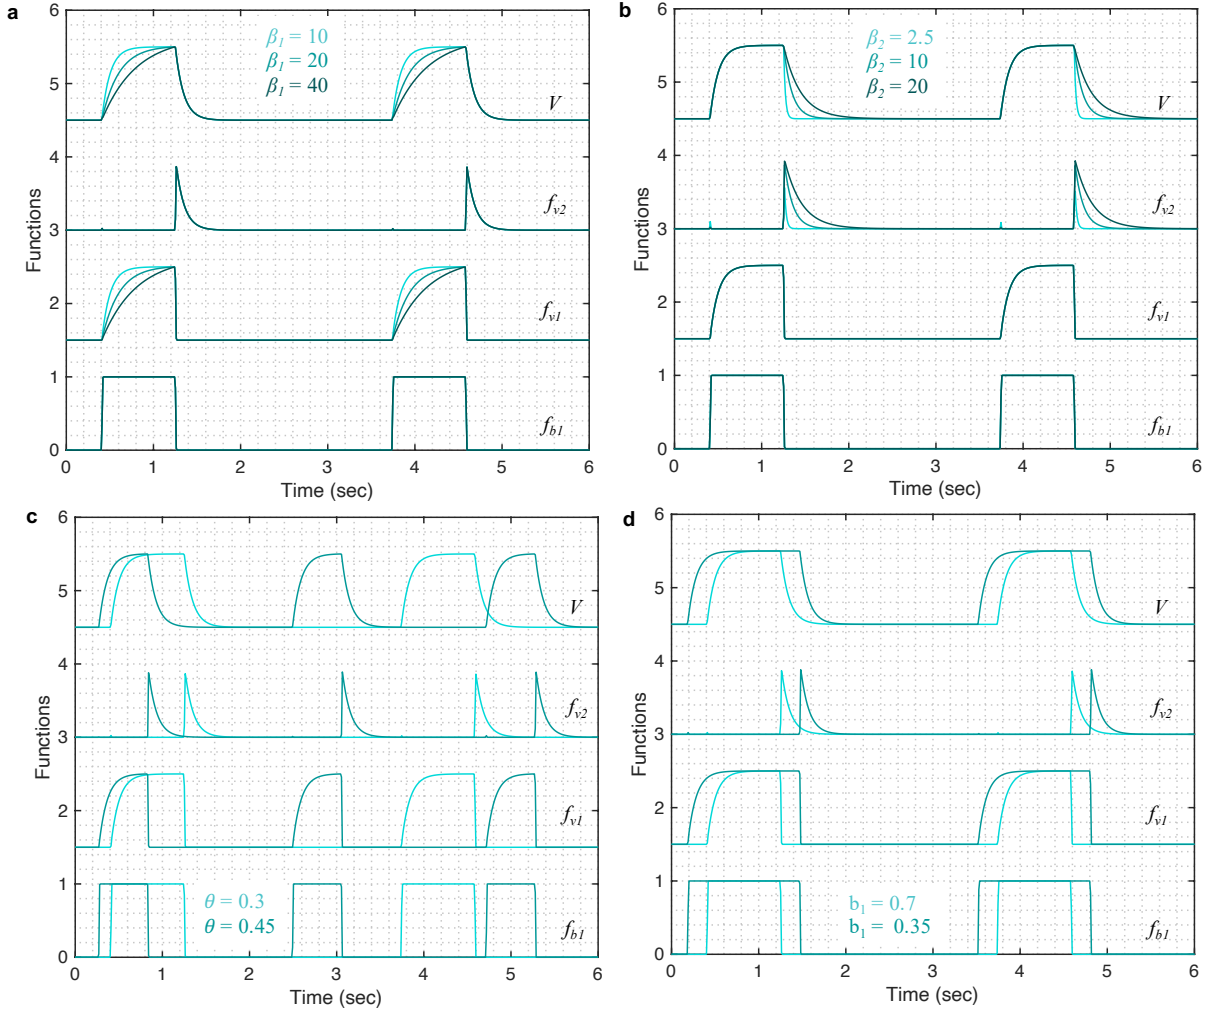 a
6
5
4
3
2
1
0
0 1 2 3 4 5 6
Functions
Time (sec)
β1 = 10
β1 = 20
β1 = 40
V
fv2
fv1
fb1
b
6
5
4
3
2
1
0
0 1 2 3 4 5 6
Functions
Time (sec)
β2 = 2.5
β2 = 10
β2 = 20
V
fv2
fv1
fb1
c
6
5
4
3
2
1
0
0 1 2 3 4 5 6
Functions
Time (sec)
V
fv2
fv1
θ = 0.3
θ = 0.45
fb1
d
6
5
4
3
2
1
0
0 1 2 3 4 5 6
Functions
Time (sec)
V
fv2
fv1
b1 = 0.7
b1 = 0.35
fb1